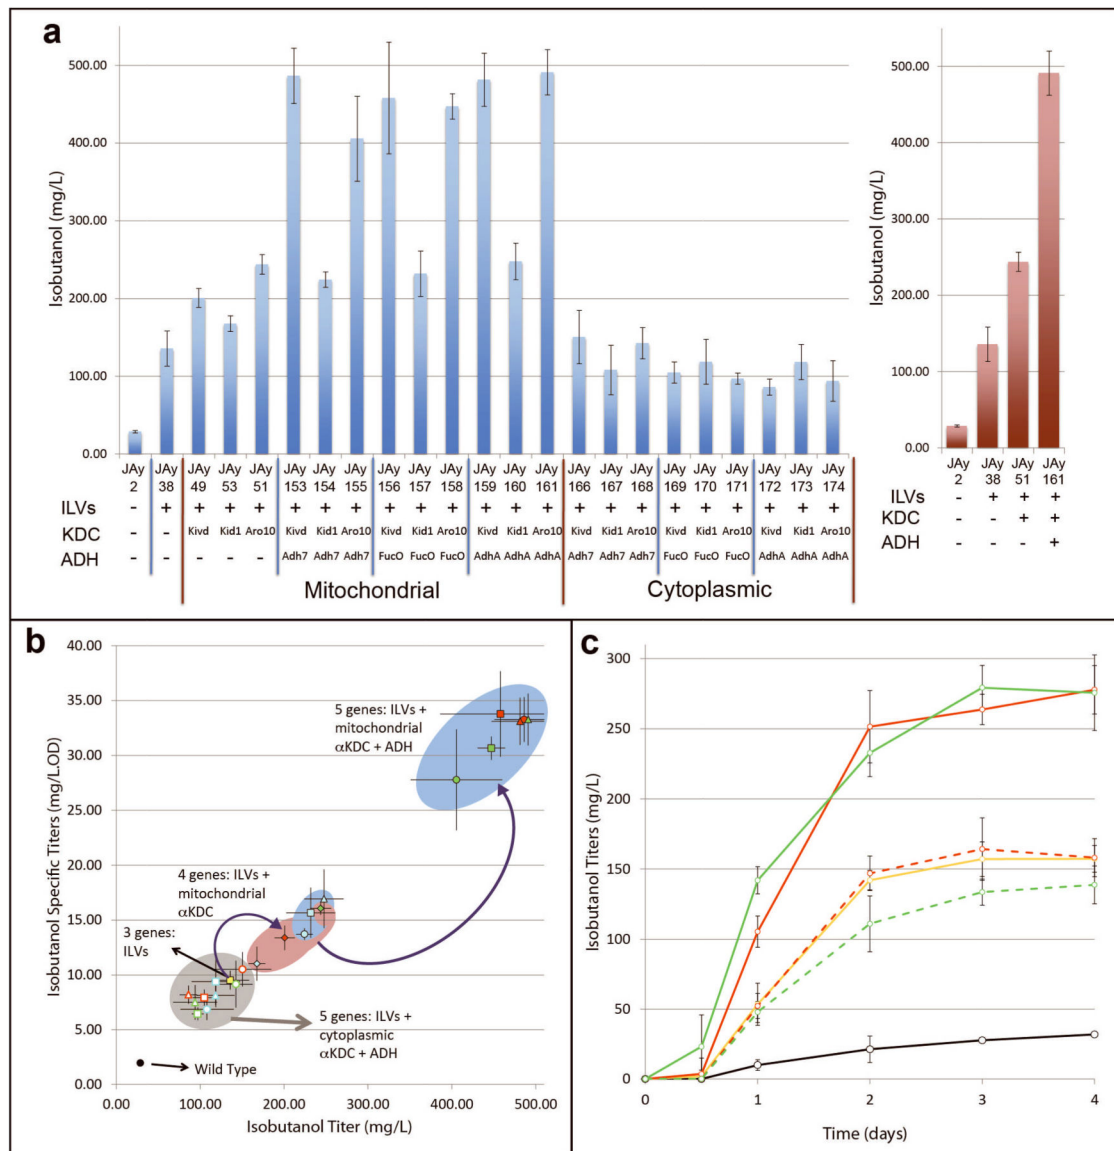 a
Isobutanol (mg/L)
500.00
400.00
300.00
200.00
100.00
0.00
JAy JAy JAy JAy JAy JAy JAy JAy JAy JAy JAy JAy JAy JAy JAy JAy JAy JAy JAy JAy JAy JAy JAy
2 38 49 53 51 153 154 155 156 157 158 159 160 161 166 167 168 169 170 171 172 173 174
ILVs - + + + + + + + + + + + + + + + + + + + + + +
KDC - - Kivd Kid1 Aro10 Kivd Kid1 Aro10 Kivd Kid1 Aro10 Kivd Kid1 Aro10 Kivd Kid1 Aro10 Kivd Kid1 Aro10 Kivd Kid1 Aro10
ADH - - - - - Adh7 Adh7 Adh7 FucO FucO FucO AdhA AdhA AdhA Adh7 Adh7 Adh7 FucO FucO FucO AdhA AdhA AdhA
Mitochondrial Cytoplasmic
Isobutanol (mg/L)
500.00
400.00
300.00
200.00
100.00
0.00
JAy JAy JAy JAy
2 38 51 161
ILVs - + + +
KDC - - + +
ADH - - - +
b
Isobutanol Specific Titers (mg/L.OD)
40.00
35.00
30.00
25.00
20.00
15.00
10.00
5.00
0.00
5 genes: ILVs +
mitochondrial
αKDC + ADH
4 genes: ILVs +
mitochondrial
αKDC
3 genes:
ILVs
5 genes: ILVs +
cytoplasmic
αKDC + ADH
Wild Type
0.00 100.00 200.00 300.00 400.00 500.00
Isobutanol Titer (mg/L)
c
Isobutanol Titers (mg/L)
300
250
200
150
100
50
0
0 1 2 3 4
Time (days)